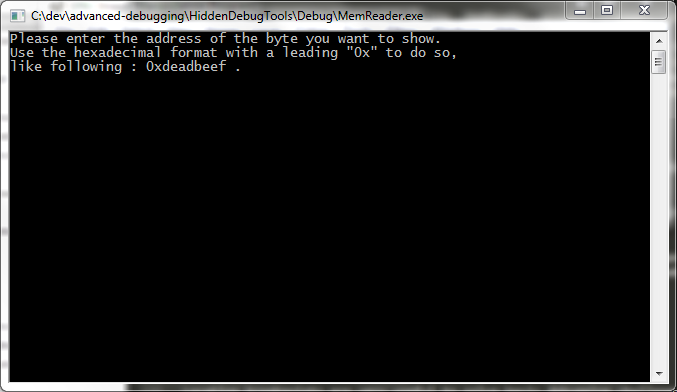 C:\dev\advanced-debugging\HiddenDebugTools\Debug\MemReader.exe
Please enter the address of the byte you want to show.
Use the hexadecimal format with a leading "0x" to do so,
like following : 0xdeadbeef .